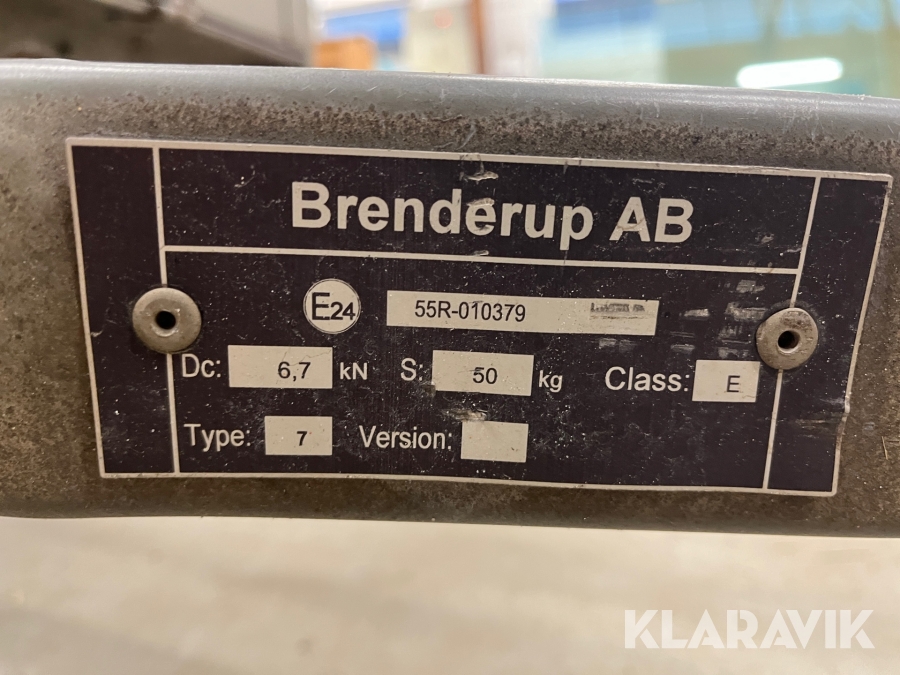 Brenderup AB
E24 55R-010379
Dc: 6,7 kN S: 50 kg Class: E
Type: 7 Version:
KLARAVIK